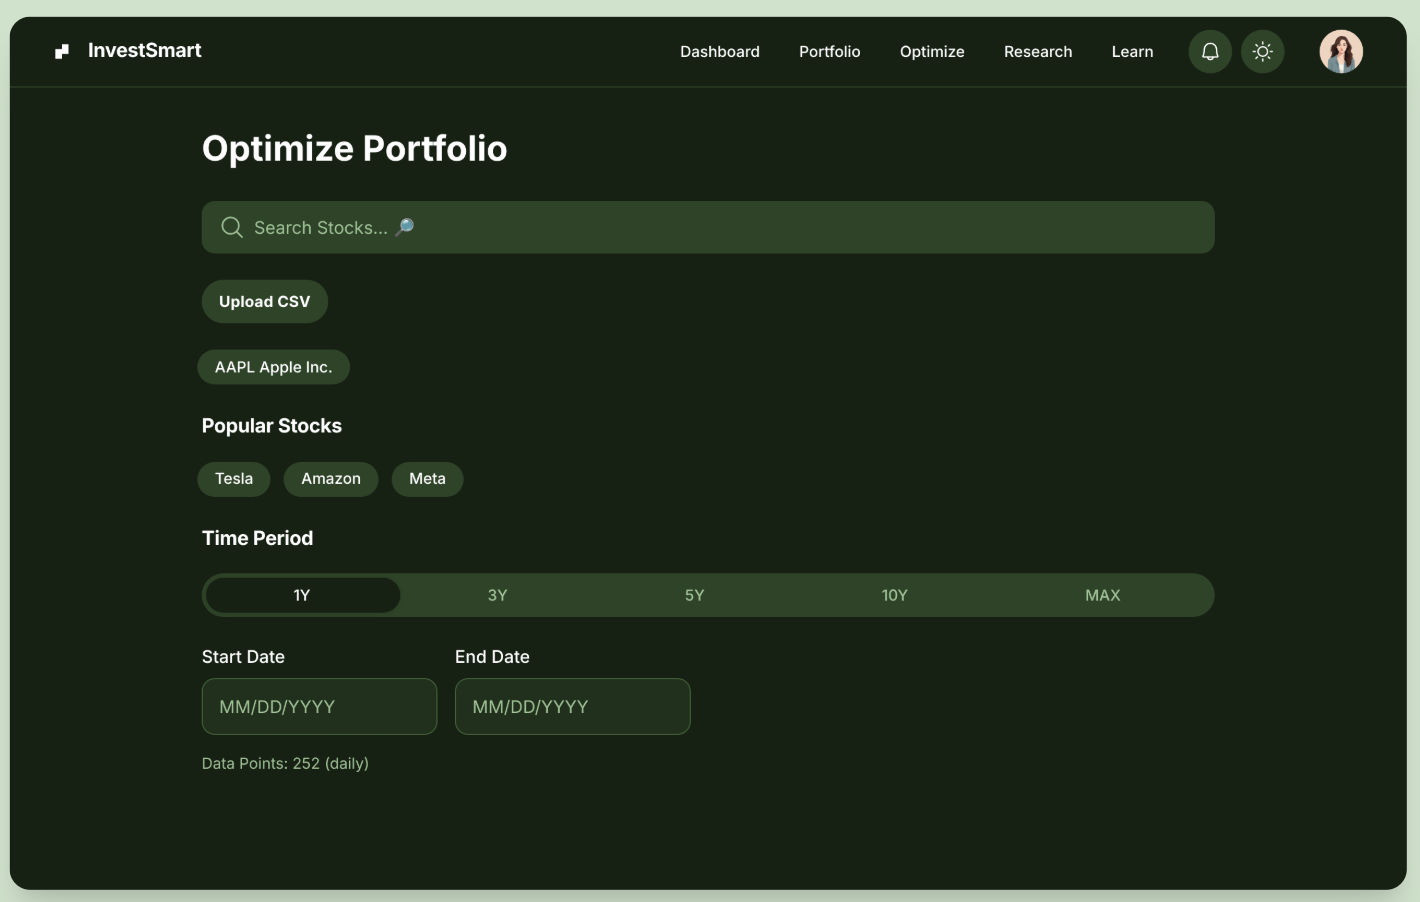 InvestSmart
Dashboard Portfolio Optimize Research Learn
Optimize Portfolio
Search Stocks... 🔎
Upload CSV
AAPL Apple Inc.
Popular Stocks
Tesla Amazon Meta
Time Period
1Y 3Y 5Y 10Y MAX
Start Date End Date
MM/DD/YYYY MM/DD/YYYY
Data Points: 252 (daily)